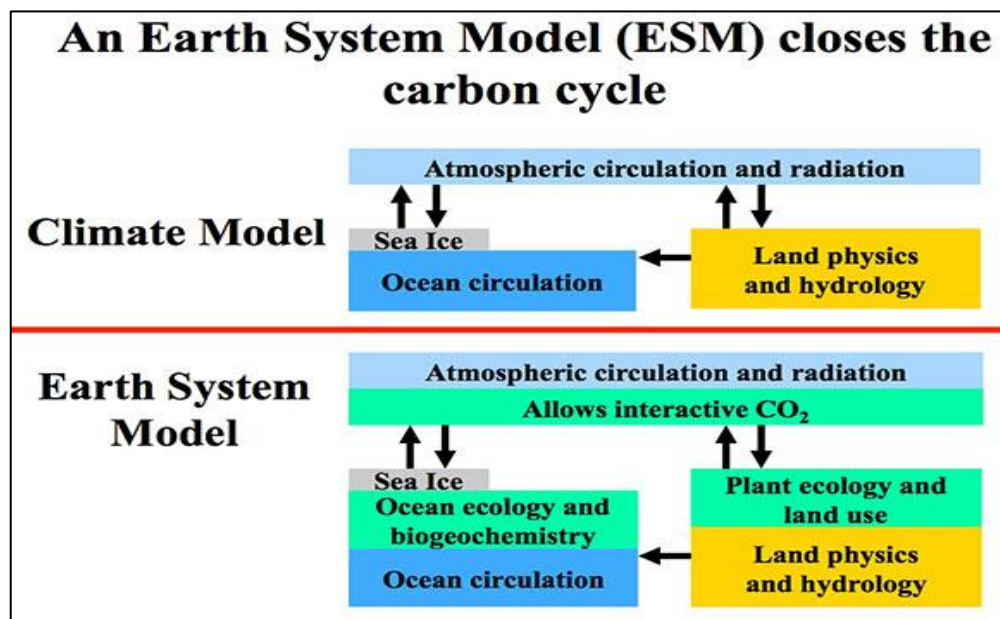 An Earth System Model (ESM) closes the
carbon cycle
Atmospheric circulation and radiation
Climate Model
Sea Ice
Ocean circulation
Land physics
and hydrology
Earth System
Model
Atmospheric circulation and radiation
Allows interactive CO₂
Sea Ice
Ocean ecology and
biogeochemistry
Ocean circulation
Plant ecology and
land use
Land physics
and hydrology